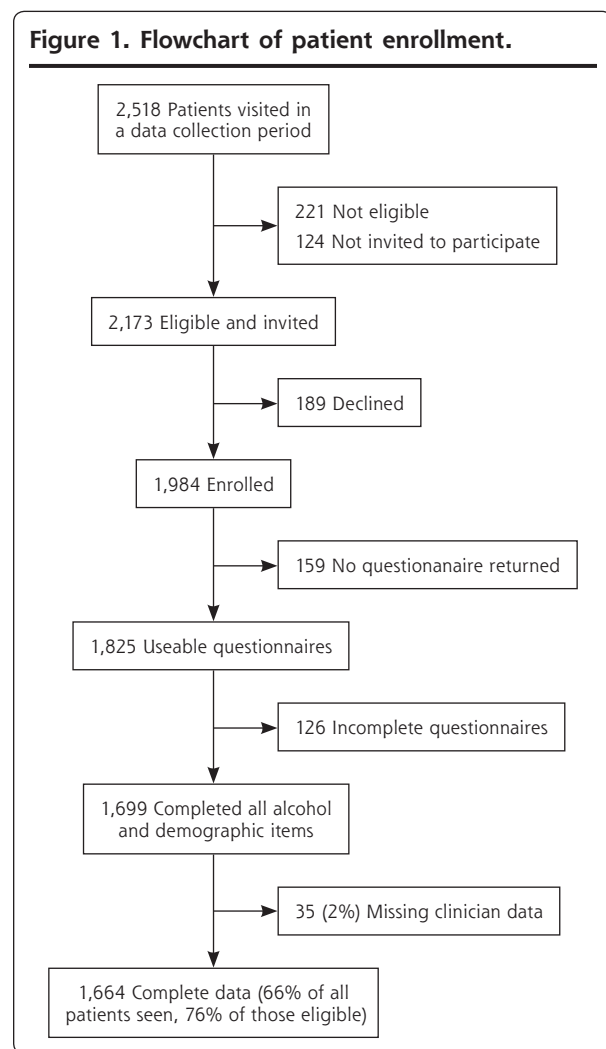 Figure 1. Flowchart of patient enrollment.
2,518 Patients visited in
a data collection period
221 Not eligible
124 Not invited to participate
2,173 Eligible and invited
189 Declined
1,984 Enrolled
159 No questionanaire returned
1,825 Useable questionnaires
126 Incomplete questionnaires
1,699 Completed all alcohol
and demographic items
35 (2%) Missing clinician data
1,664 Complete data (66% of all
patients seen, 76% of those eligible)